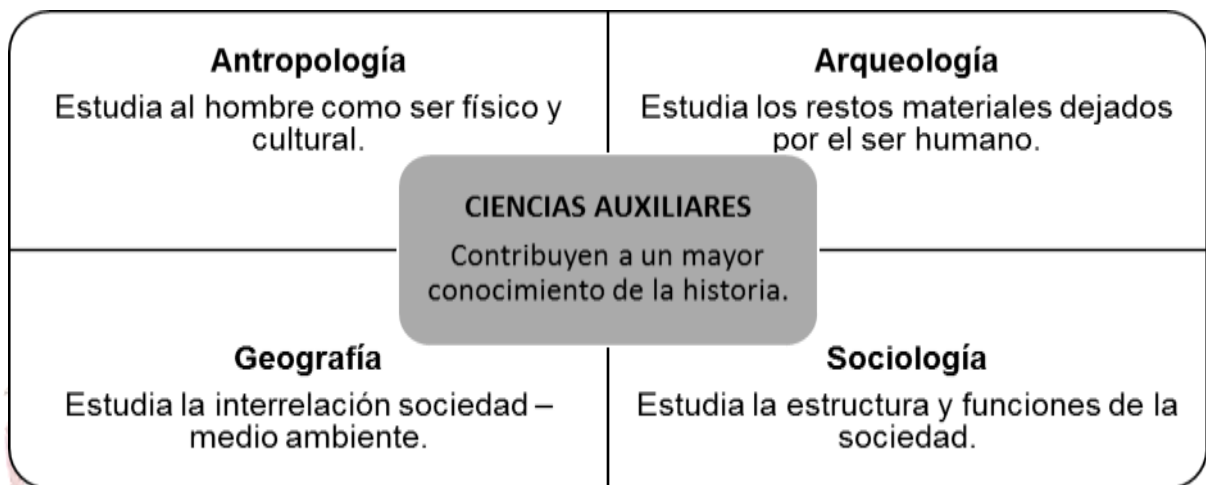 Antropología
Estudia al hombre como ser físico y
cultural.
Arqueología
Estudia los restos materiales dejados
por el ser humano.
CIENCIAS AUXILIARES
Contribuyen a un mayor
conocimiento de la historia.
Geografía
Estudia la interrelación sociedad –
medio ambiente.
Sociología
Estudia la estructura y funciones de la
sociedad.